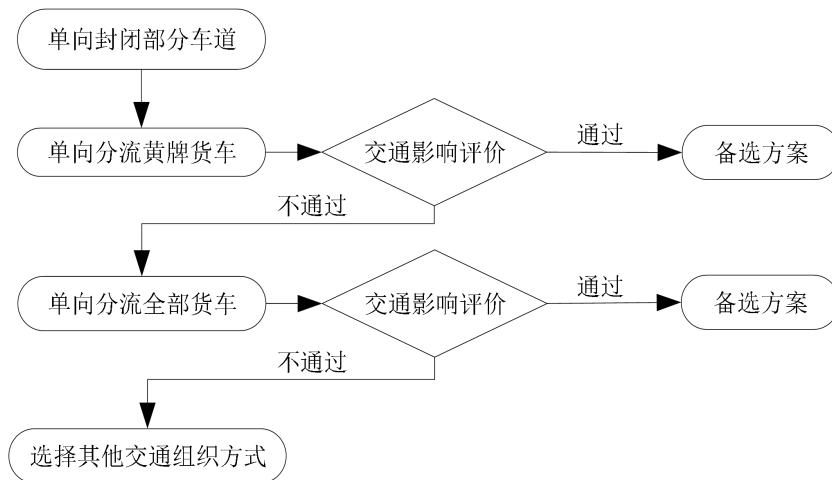 单向封闭部分车道
单向分流黄牌货车
交通影响评价
通过
备选方案
不通过
单向分流全部货车
交通影响评价
通过
备选方案
不通过
选择其他交通组织方式